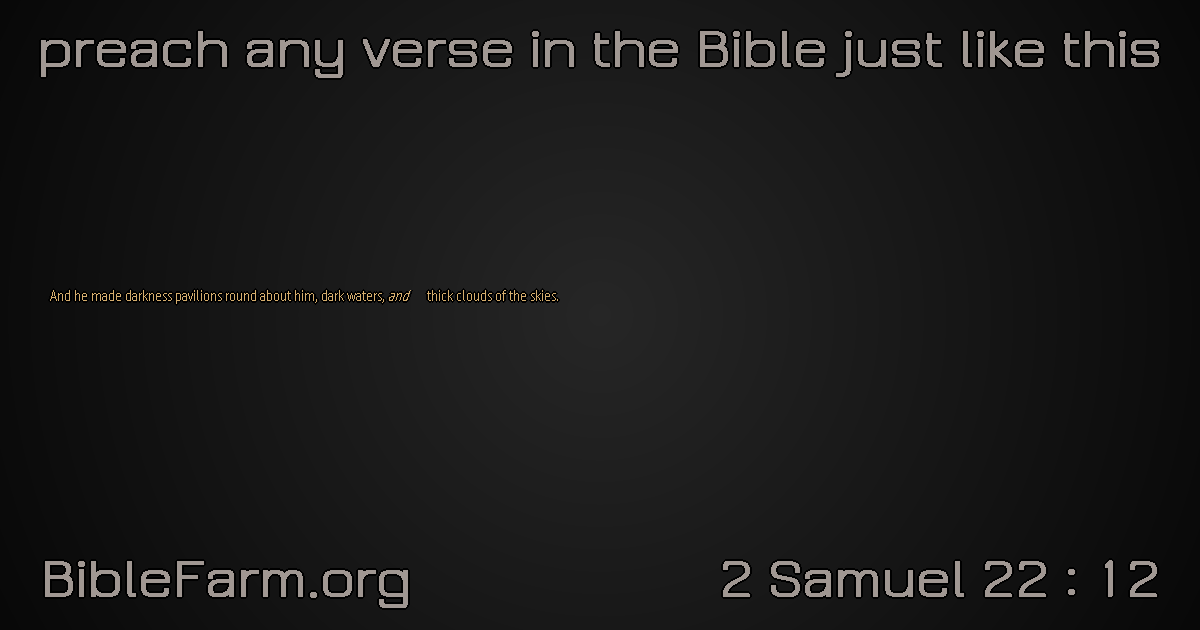 preach any verse in the Bible just like this
And he made darkness pavilions round about him, dark waters, and thick clouds of the skies.
BibleFarm.org
2 Samuel 22 : 12